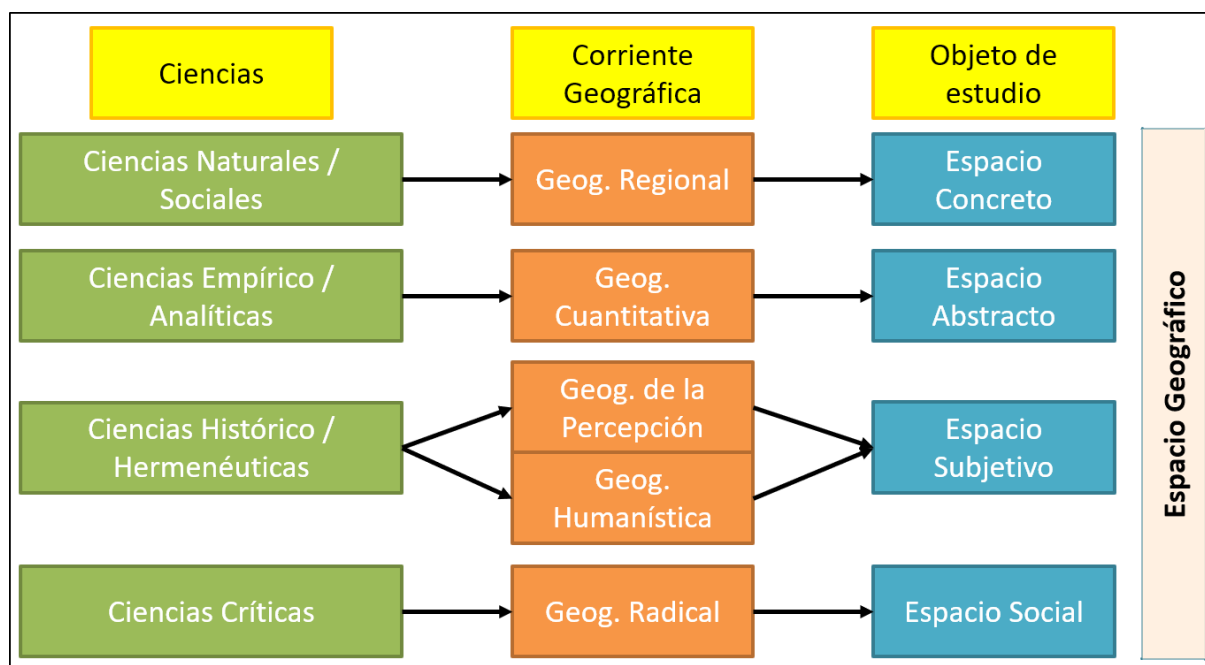 Ciencias
Corriente
Geográfica
Objeto de
estudio
Ciencias Naturales /
Sociales
Geog. Regional
Espacio
Concreto
Ciencias Empírico /
Analíticas
Geog.
Cuantitativa
Espacio
Abstracto
Ciencias Histórico /
Hermenéuticas
Geog. de la
Percepción
Geog.
Humanística
Espacio
Subjetivo
Ciencias Críticas
Geog. Radical
Espacio Social
Espacio Geográfico